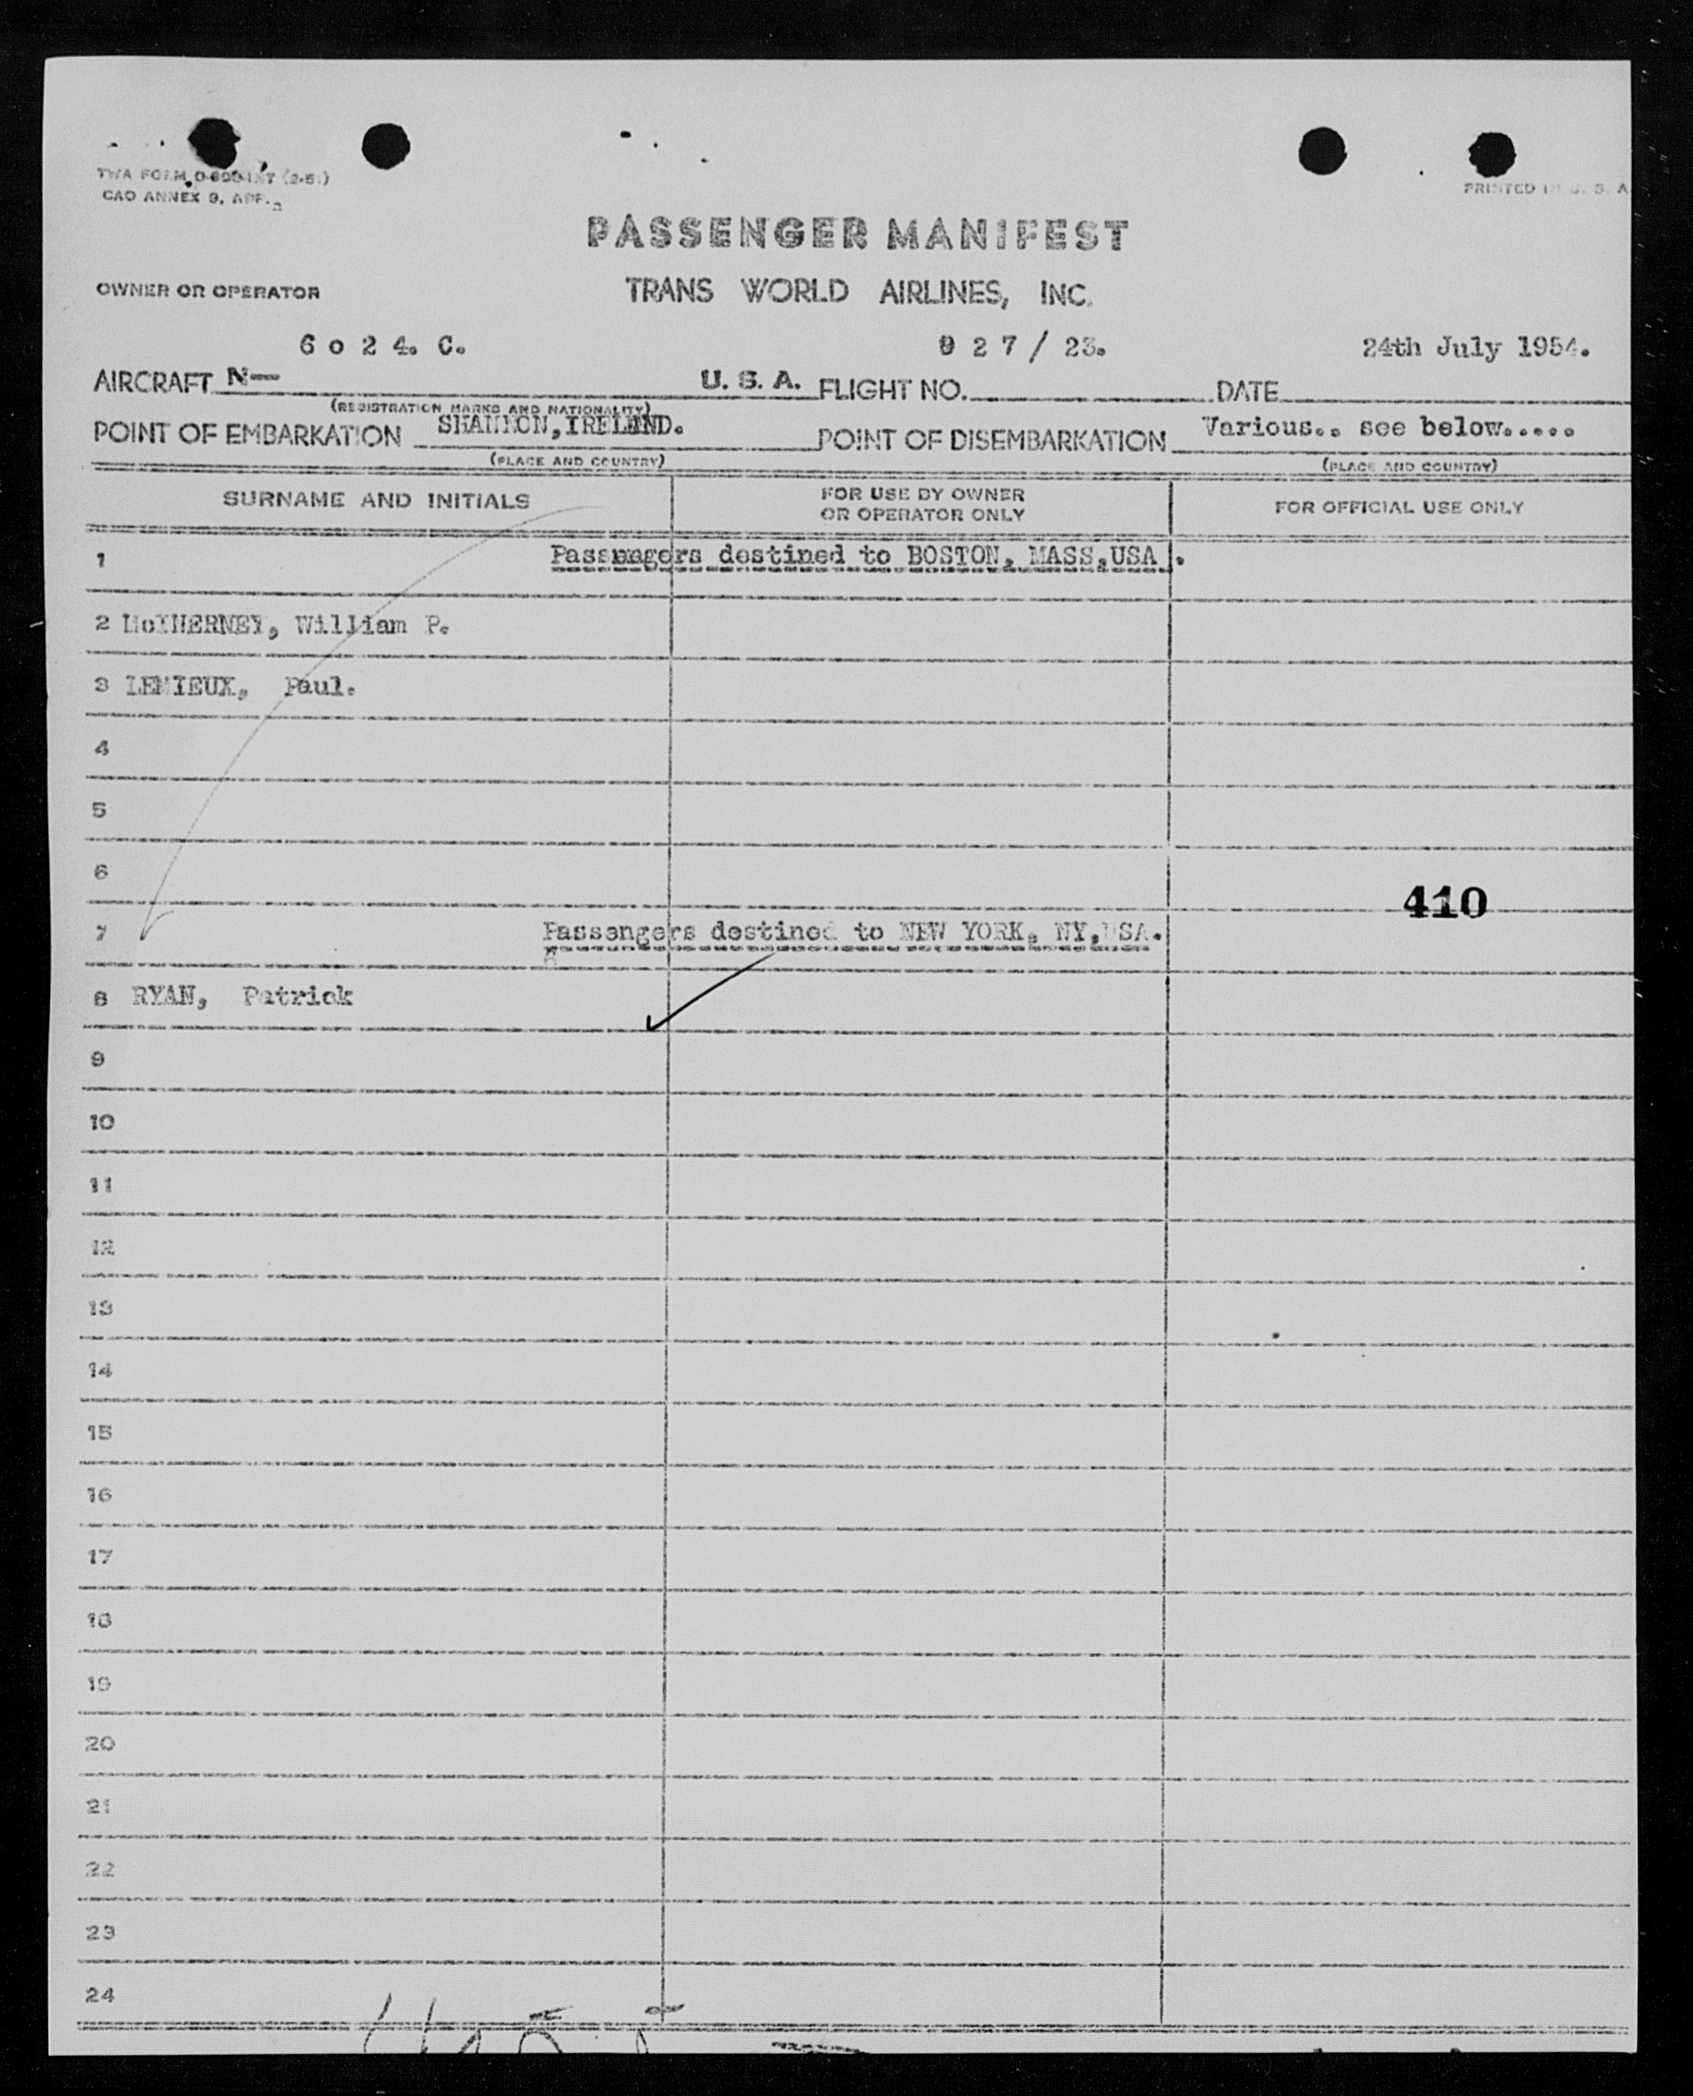 TWA FORM
CAO ANNEX 9, APP.
PRINTED IN U. S. A
PASSENGER MANIFEST
OWNER OR OPERATOR TRANS WORLD AIRLINES, INC.
6 o 2 4. C. 9 2 7 / 23. 24th July 1954.
AIRCRAFT N— U. S. A. FLIGHT NO. DATE
(REGISTRATION MARKS AND NATIONALITY)
POINT OF EMBARKATION SHANNON, IRELAND. POINT OF DISEMBARKATION Various.. see below.....
(PLACE AND COUNTRY) (PLACE AND COUNTRY)
SURNAME AND INITIALS FOR USE BY OWNER OR OPERATOR ONLY FOR OFFICIAL USE ONLY
1 Passengers destined to BOSTON, MASS,USA.
2 McINERNEY, William P.
3 LEMIEUX, Paul.
4
5
6
410
7 Passengers destined to NEW YORK, NY,USA.
8 RYAN, Patrick
9
10
11
12
13
14
15
16
17
18
19
20
21
22
23
24